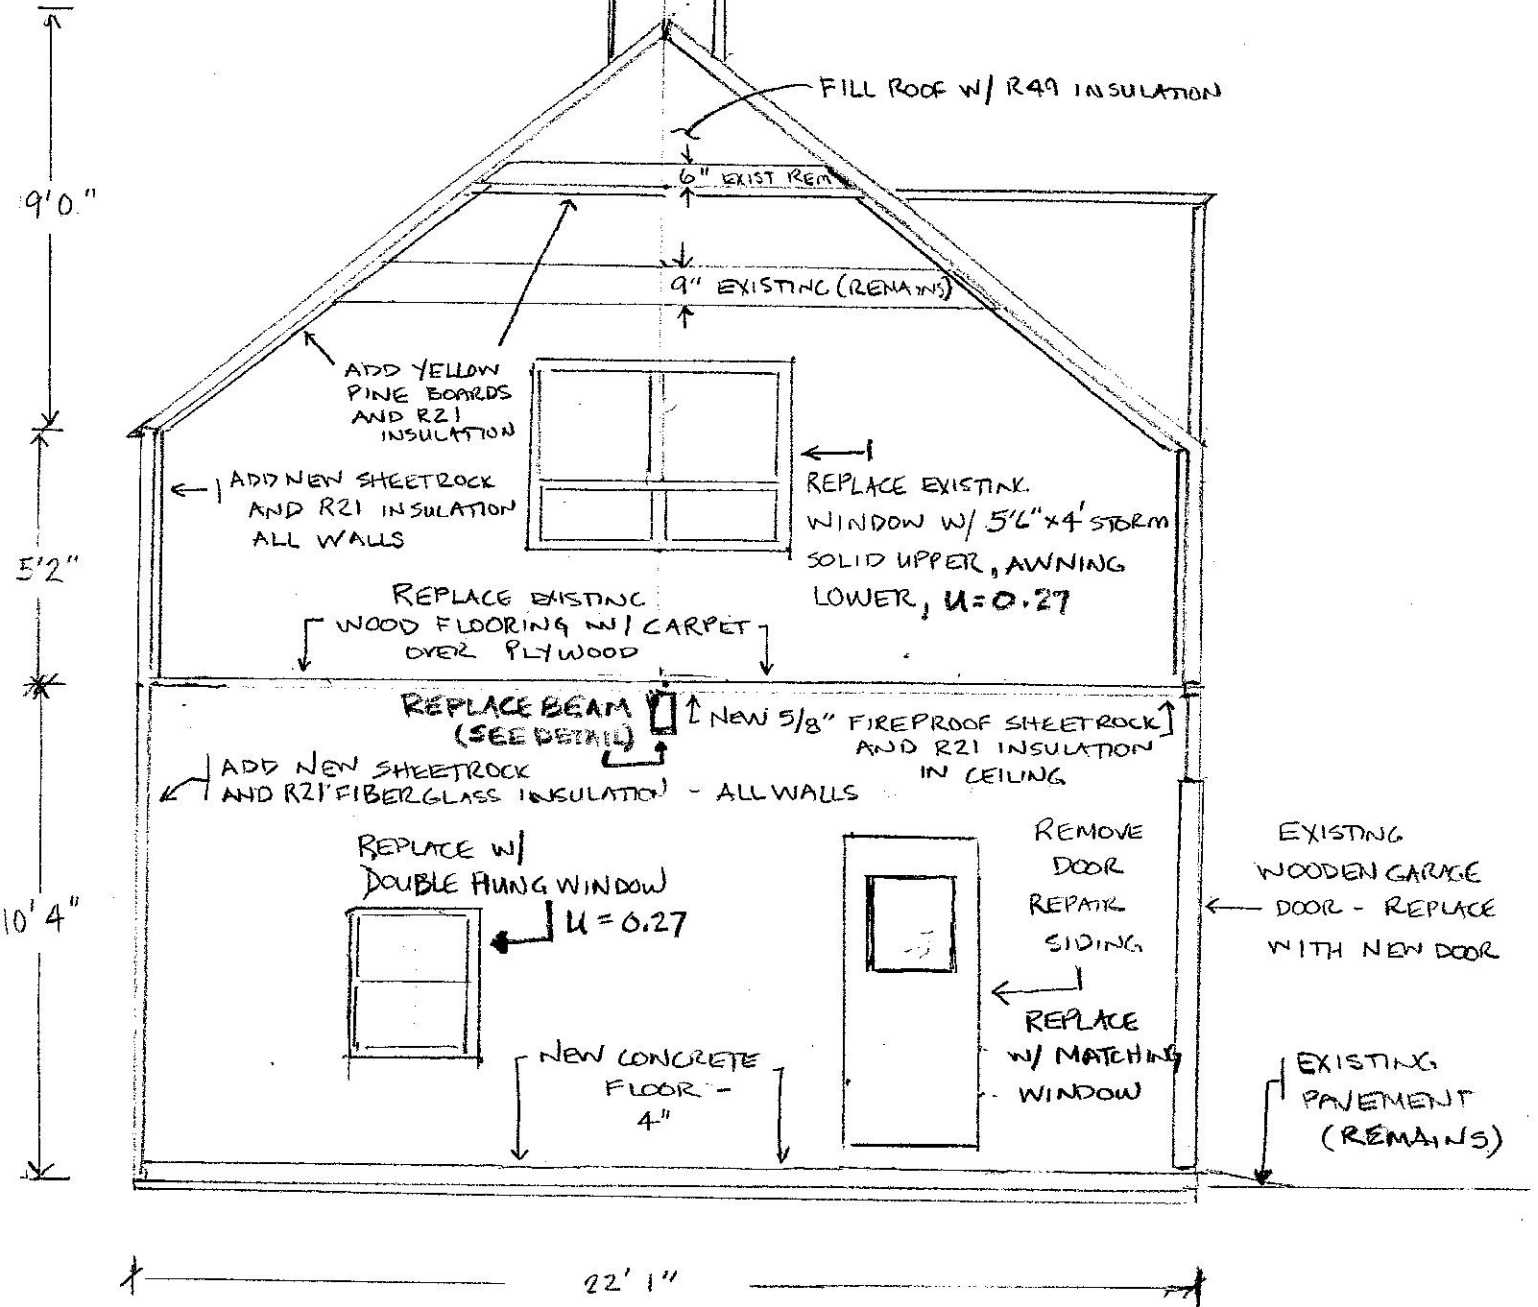 FILL ROOF W/ R49 INSULATION
9'0"
6" EXIST REM
9" EXISTING (REMAINS)
ADD YELLOW
PINE BOARDS
AND R21
INSULATION
ADD NEW SHEETROCK
AND R21 INSULATION
ALL WALLS
REPLACE EXISTING
WINDOW W/ 5'6" x 4' STORM
SOLID UPPER, AWNING
LOWER, U=0.27
5'2"
REPLACE EXISTING
WOOD FLOORING W/ CARPET
OVER PLYWOOD
REPLACE BEAM
(SEE DETAIL)
NEW 5/8" FIREPROOF SHEETROCK
AND R21 INSULATION
IN CEILING
ADD NEW SHEETROCK
AND R21 FIBERGLASS INSULATION - ALL WALLS
REPLACE W/
DOUBLE HUNG WINDOW
U = 0.27
REMOVE
DOOR
REPAIR
SIDING
REPLACE
W/ MATCHING
WINDOW
EXISTING
WOODEN GARAGE
DOOR - REPLACE
WITH NEW DOOR
10'4"
NEW CONCRETE
FLOOR -
4"
EXISTING
PAVEMENT
(REMAINS)
22' 1"